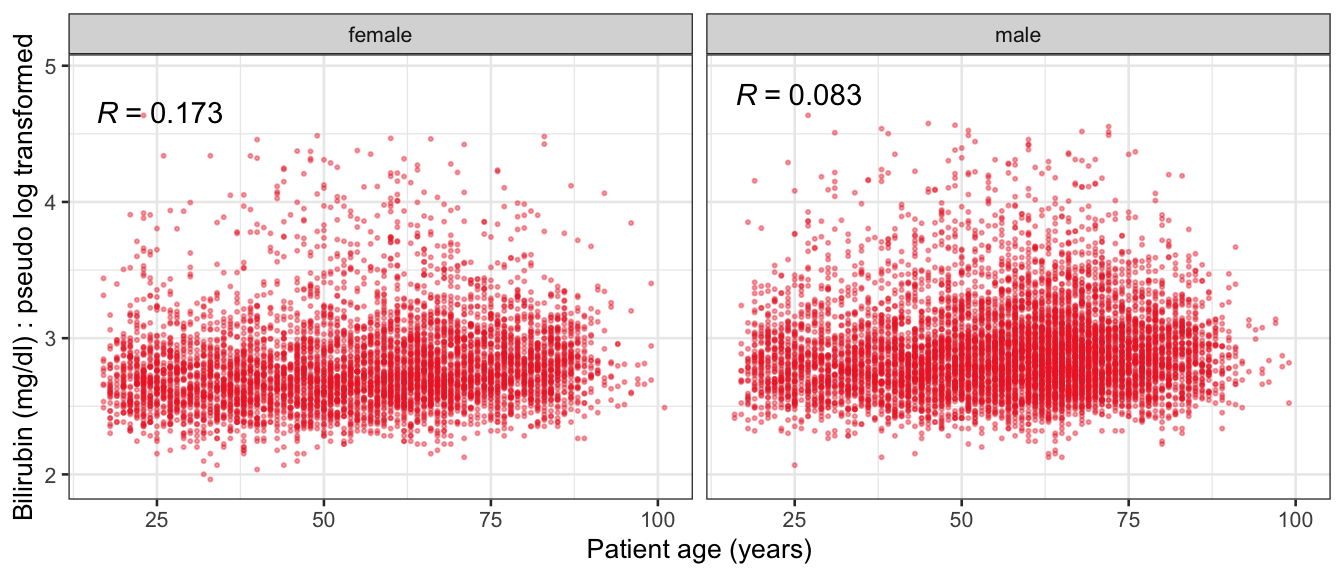 female
male
Bilirubin (mg/dl) : pseudo log transformed
5
4
3
2
R = 0.173
R = 0.083
25
50
75
100
25
50
75
100
Patient age (years)